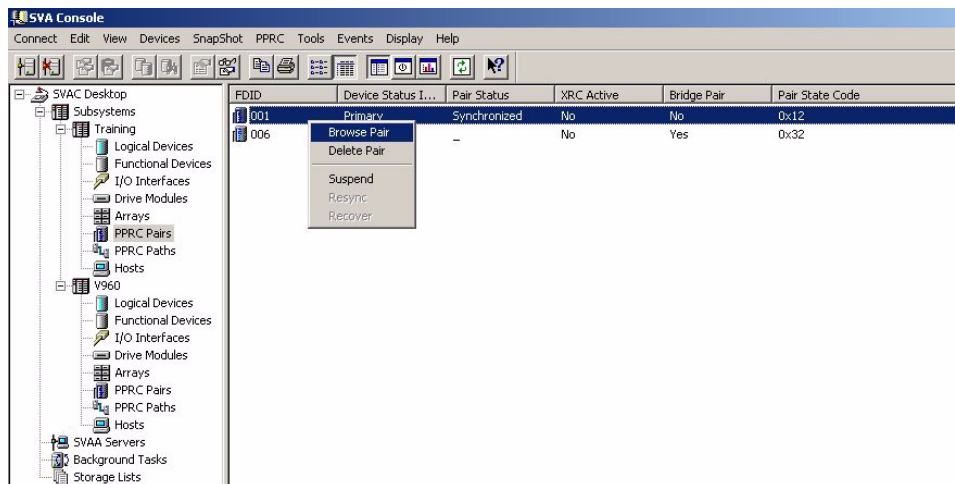 SVA Console
Connect Edit View Devices SnapShot PPRC Tools Events Display Help
SVAC Desktop
Subsystems
Training
Logical Devices
Functional Devices
I/O Interfaces
Drive Modules
Arrays
PPRC Pairs
PPRC Paths
Hosts
V960
Logical Devices
Functional Devices
I/O Interfaces
Drive Modules
Arrays
PPRC Pairs
PPRC Paths
Hosts
SVAA Servers
Background Tasks
Storage Lists
FDID Device Status I... Pair Status XRC Active Bridge Pair Pair State Code
001 Primary Synchronized No No 0x12
006 _ No Yes 0x32
Browse Pair
Delete Pair
Suspend
Resync
Recover